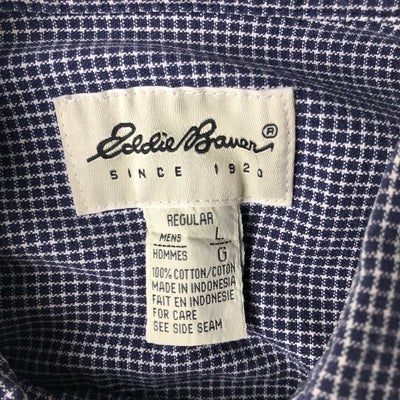 Eddie Bauer®
SINCE 1920
REGULAR
MENS L
HOMMES G
100% COTTON/COTON
MADE IN INDONESIA
FAIT EN INDONESIE
FOR CARE
SEE SIDE SEAM